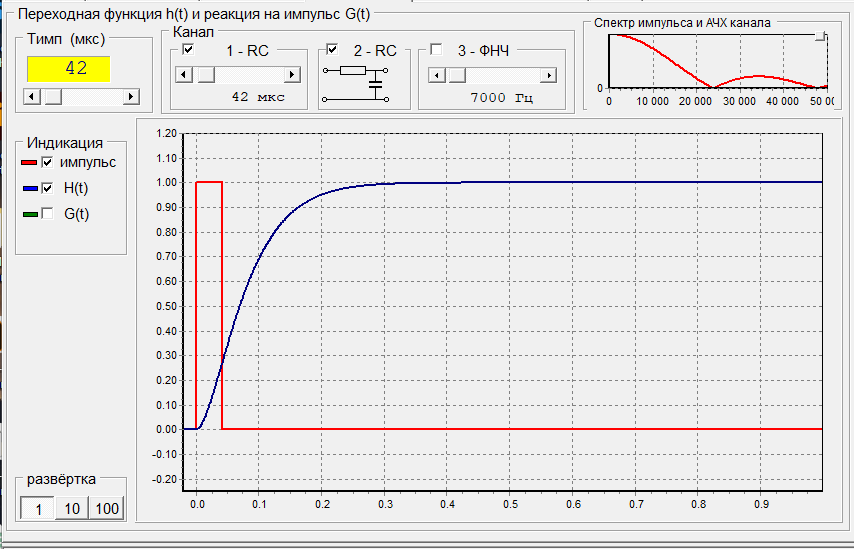 Переходная функция h(t) и реакция на импульс G(t)
Тимп (мкс)
42
Канал
1 - RC
42 мкс
2 - RC
3 - ФНЧ
7000 Гц
Спектр импульса и АЧХ канала
0
0 10 000 20 000 30 000 40 000 50 00
Индикация
импульс
H(t)
G(t)
1.20
1.10
1.00
0.90
0.80
0.70
0.60
0.50
0.40
0.30
0.20
0.10
0.00
-0.10
-0.20
0.0 0.1 0.2 0.3 0.4 0.5 0.6 0.7 0.8 0.9
развёртка
1 10 100